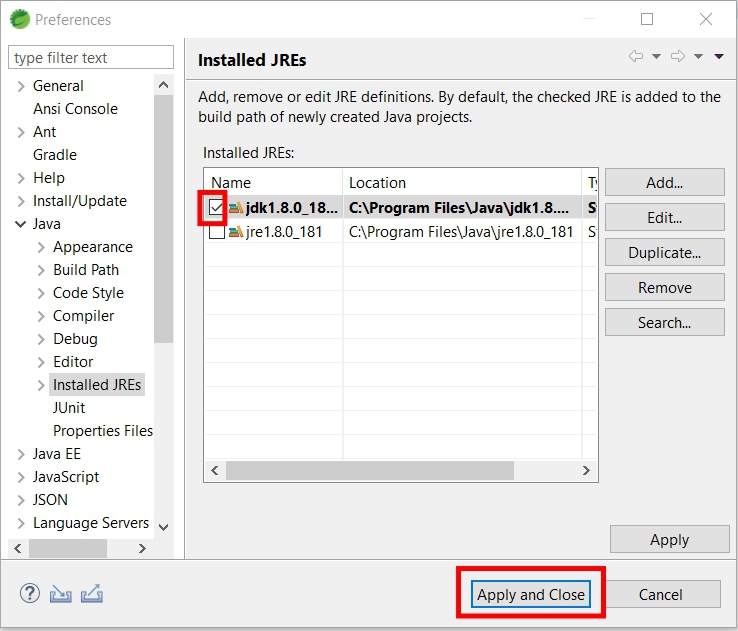 Preferences
type filter text
General
Ansi Console
Ant
Gradle
Help
Install/Update
Java
Appearance
Build Path
Code Style
Compiler
Debug
Editor
Installed JREs
JUnit
Properties Files
Java EE
JavaScript
JSON
Language Servers
Installed JREs
Add, remove or edit JRE definitions. By default, the checked JRE is added to the
build path of newly created Java projects.
Installed JREs:
Name Location Ty
jdk1.8.0_18... C:\Program Files\Java\jdk1.8.... S
jre1.8.0_181 C:\Program Files\Java\jre1.8.0_181 S
Add...
Edit...
Duplicate...
Remove
Search...
Apply
Apply and Close
Cancel